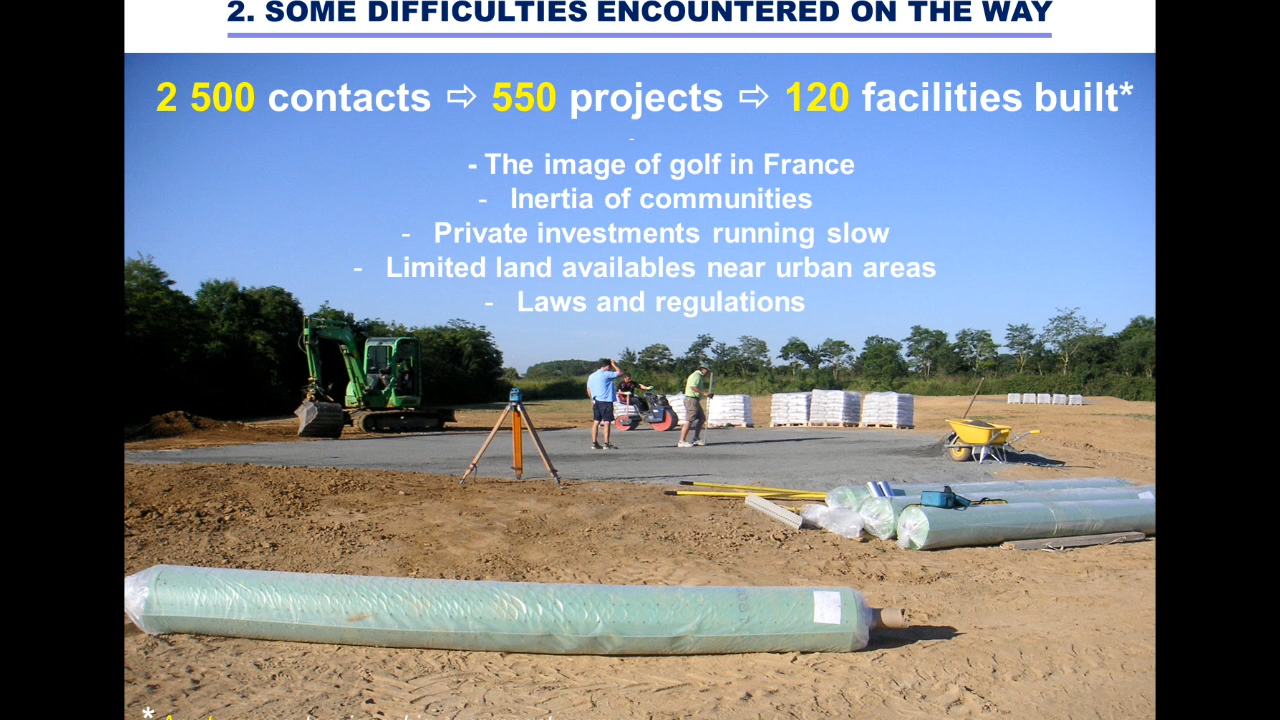 2. SOME DIFFICULTIES ENCOUNTERED ON THE WAY
2 500 contacts ⇨ 550 projects ⇨ 120 facilities built*
-
- The image of golf in France
- Inertia of communities
- Private investments running slow
- Limited land availables near urban areas
- Laws and regulations
*